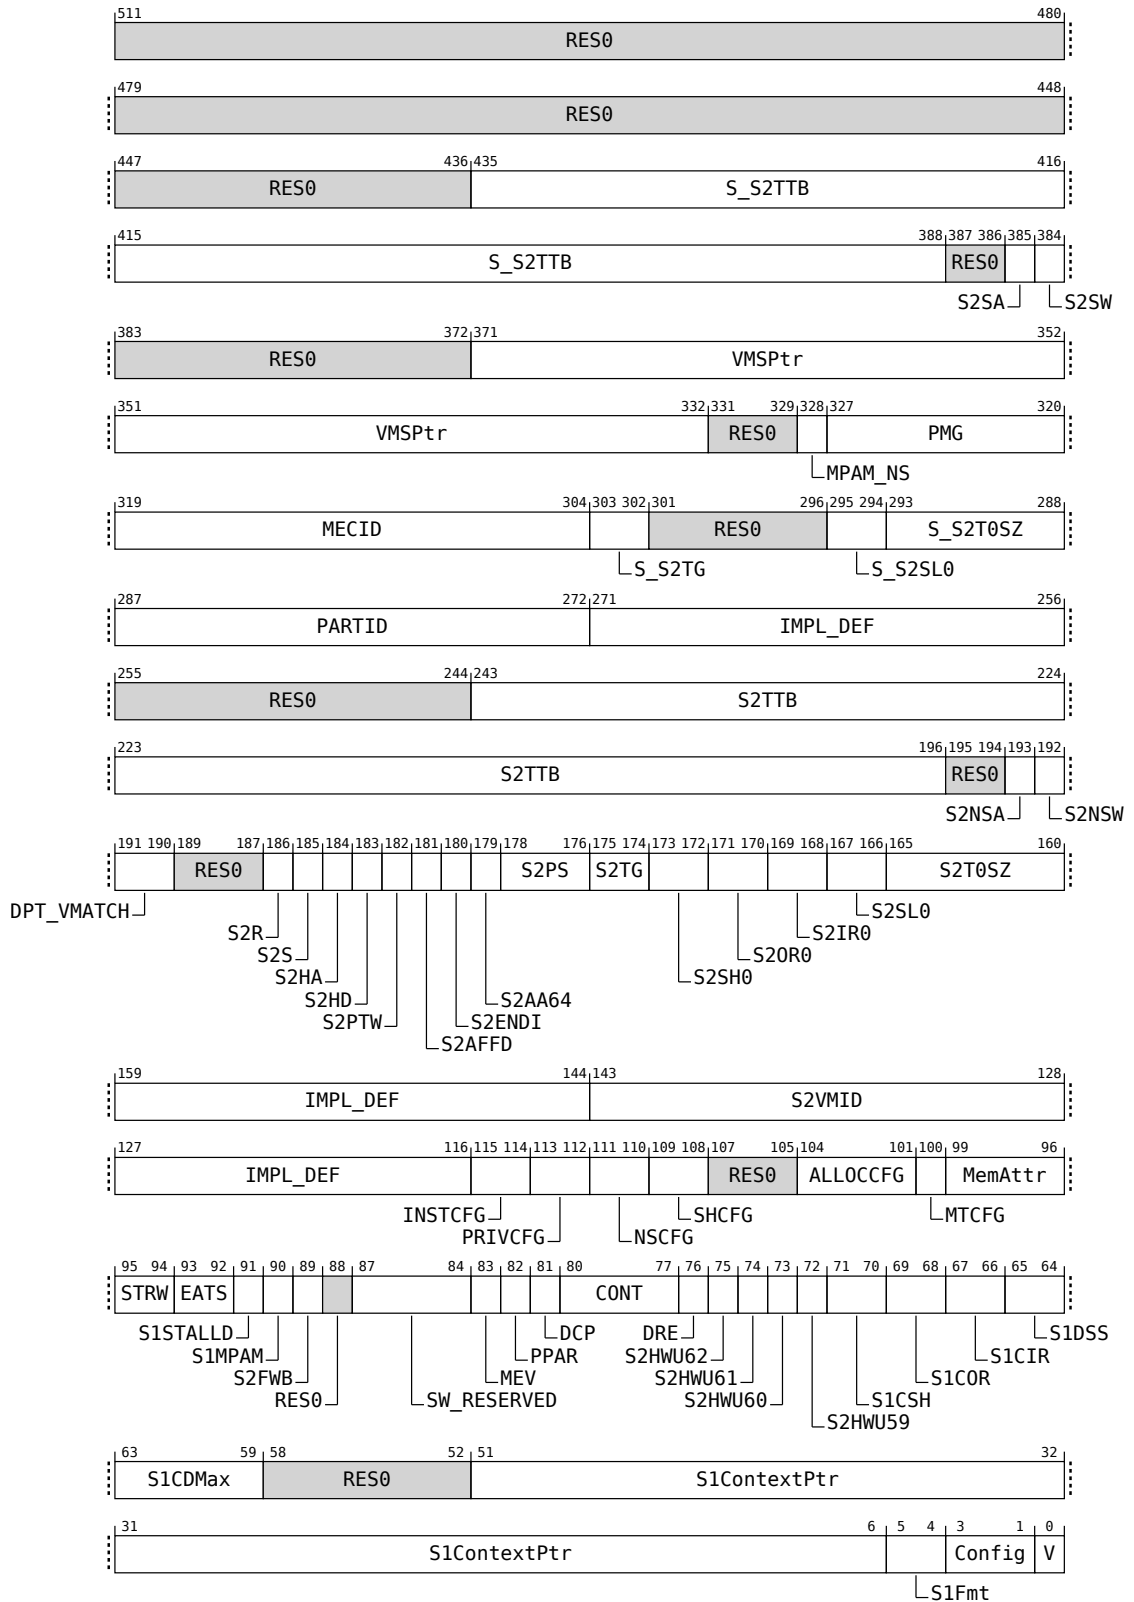 511 480
RES0
479 448
RES0
447 436 435 416
RES0 S_S2TTB
415 388 387 386 385 384
S_S2TTB RES0
S2SA S2SW
383 372 371 352
RES0 VMSPtr
351 332 331 329 328 327 320
VMSPtr RES0 PMG
MPAM_NS
319 304 303 302 301 296 295 294 293 288
MECID RES0 S_S2T0SZ
S_S2TG S_S2SL0
287 272 271 256
PARTID IMPL_DEF
255 244 243 224
RES0 S2TTB
223 196 195 194 193 192
S2TTB RES0
S2NSA S2NSW
191 190 189 187 186 185 184 183 182 181 180 179 178 176 175 174 173 172 171 170 169 168 167 166 165 160
RES0 S2PS S2TG S2T0SZ
DPT_VMATCH S2SL0
S2R S2IR0
S2S S2OR0
S2HA S2SH0
S2HD S2AA64
S2PTW S2ENDI
S2AFFD
159 144 143 128
IMPL_DEF S2VMID
127 116 115 114 113 112 111 110 109 108 107 105 104 101 100 99 96
IMPL_DEF RES0 ALLOCCFG MemAttr
INSTCFG SHCFG MTCFG
PRIVCFG NSCFG
95 94 93 92 91 90 89 88 87 84 83 82 81 80 77 76 75 74 73 72 71 70 69 68 67 66 65 64
STRW EATS CONT
S1STALLD DCP DRE S1DSS
S1MPAM PPAR S2HWU62 S1CIR
S2FWB MEV S2HWU61 S1COR
RES0 SW_RESERVED S2HWU60 S1CSH
S2HWU59
63 59 58 52 51 32
S1CDMax RES0 S1ContextPtr
31 6 5 4 3 1 0
S1ContextPtr Config V
S1Fmt